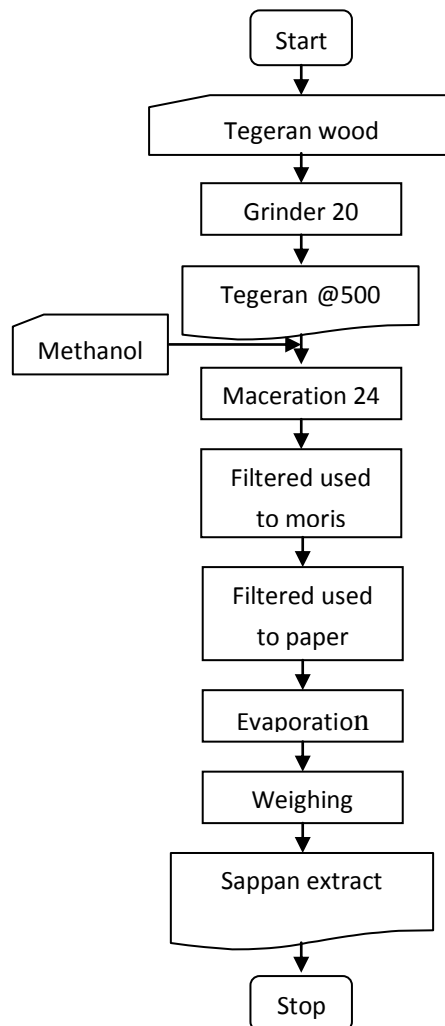 Start
Tegeran wood
Grinder 20
Tegeran @500
Methanol
Maceration 24
Filtered used
to moris
Filtered used
to paper
Evaporation
Weighing
Sappan extract
Stop